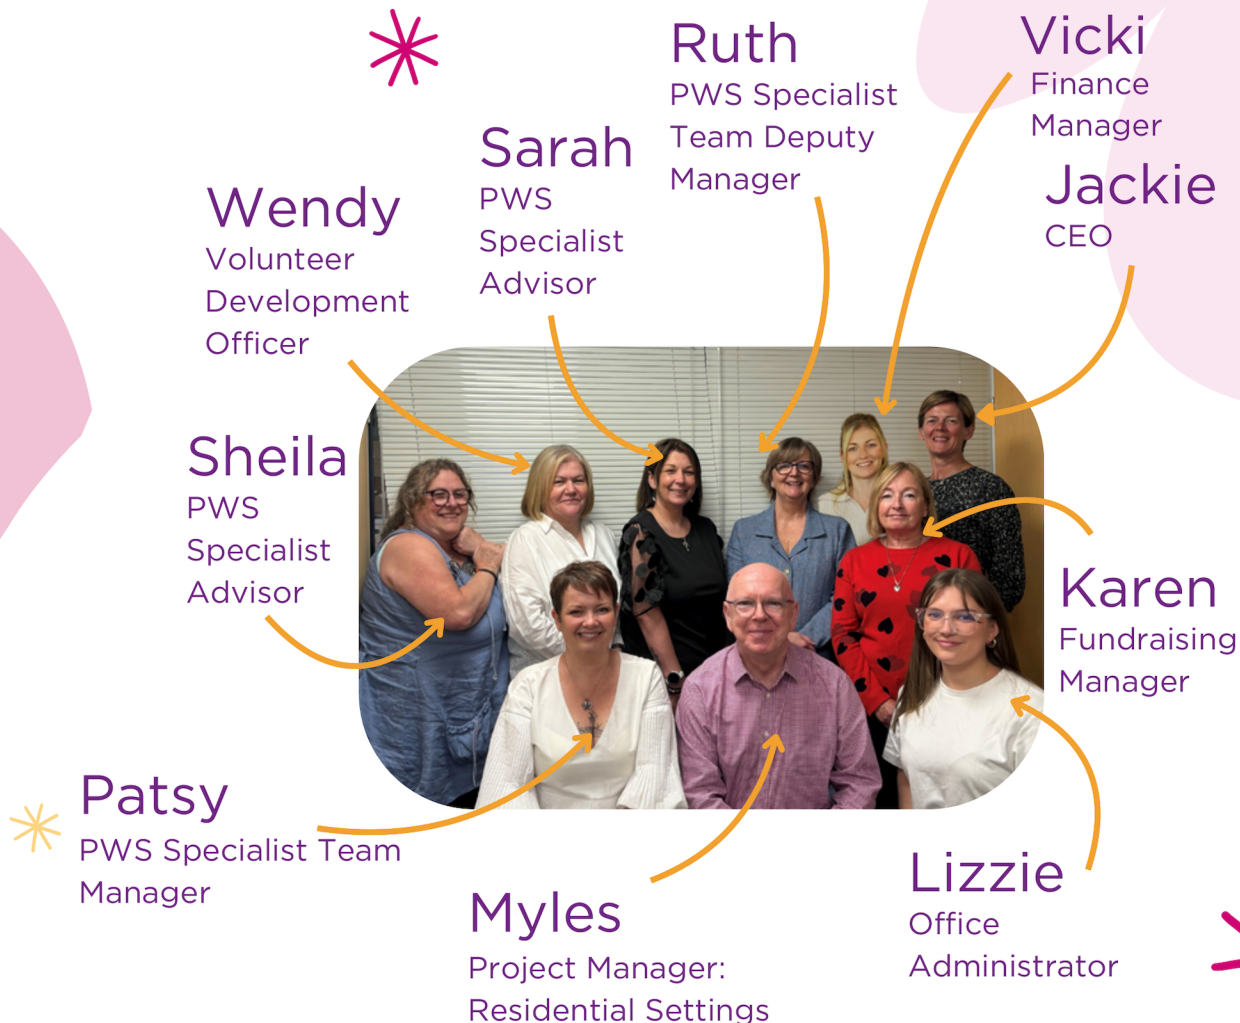 Ruth
PWS Specialist
Team Deputy
Manager
Vicki
Finance
Manager
Sarah
PWS
Specialist
Advisor
Jackie
CEO
Wendy
Volunteer
Development
Officer
Sheila
PWS
Specialist
Advisor
Karen
Fundraising
Manager
Patsy
PWS Specialist Team
Manager
Myles
Project Manager:
Residential Settings
Lizzie
Office
Administrator